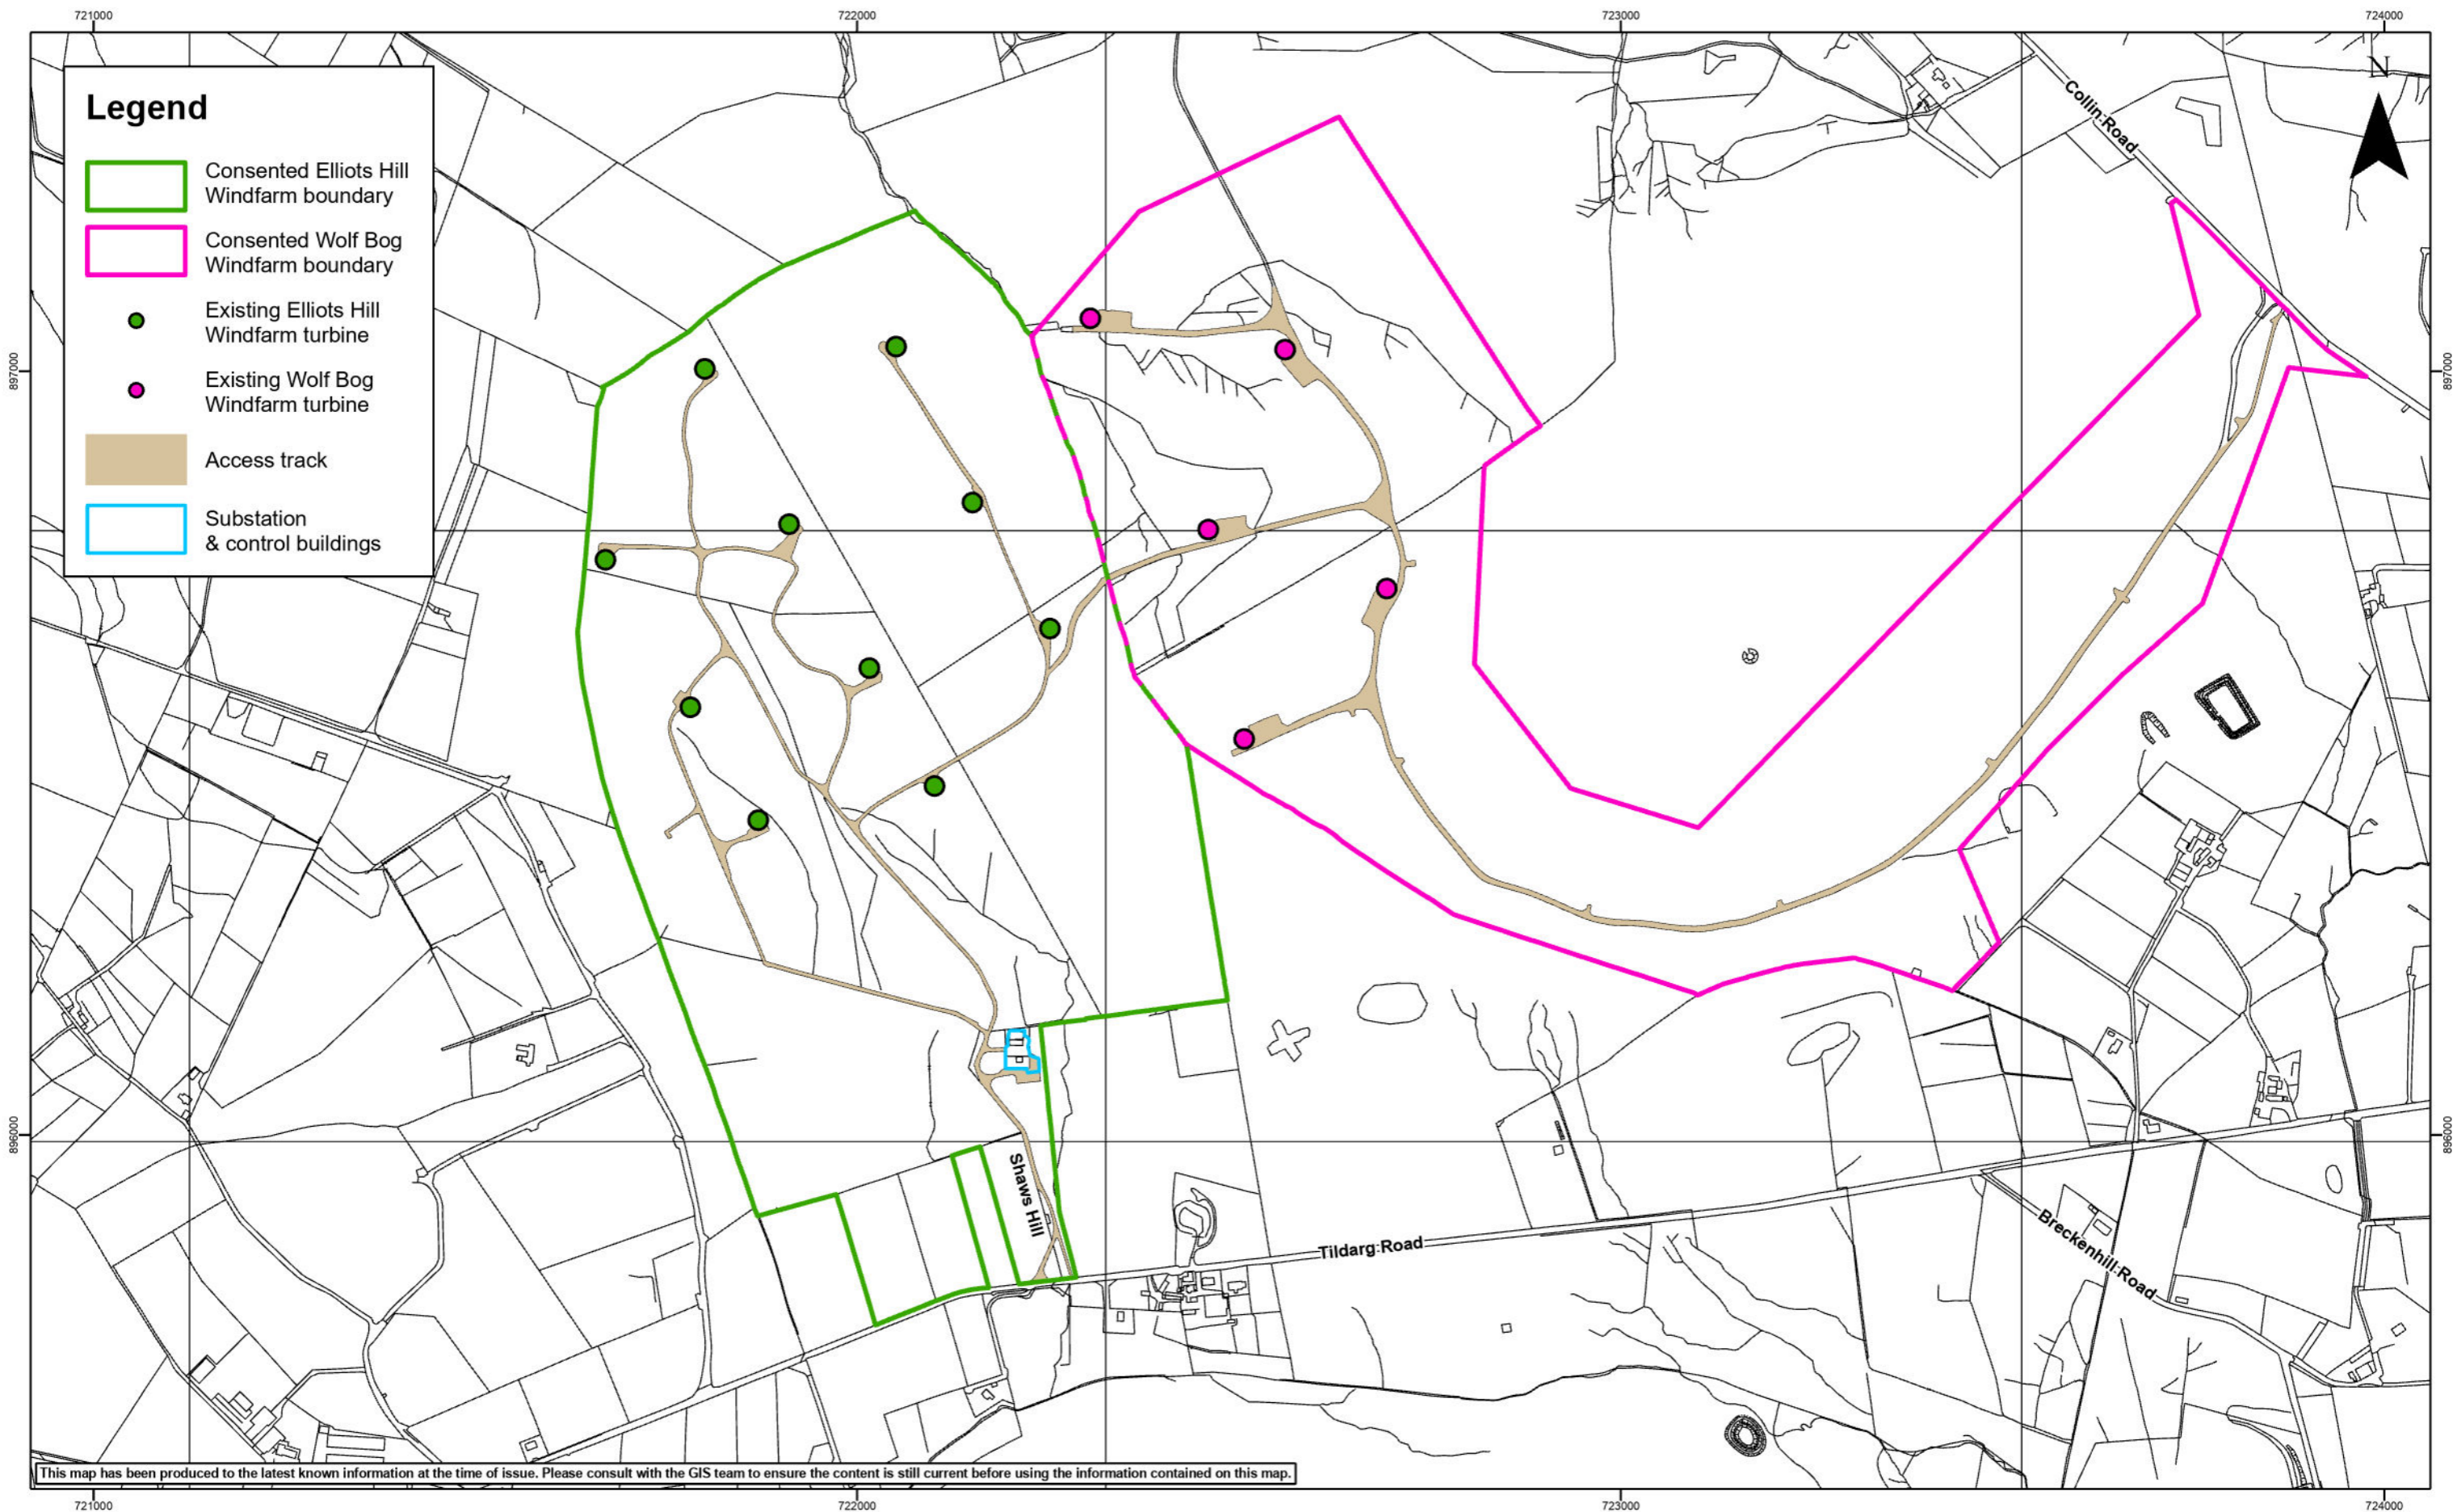 721000
722000
723000
724000
N
Legend
Consented Elliots Hill
Windfarm boundary
Consented Wolf Bog
Windfarm boundary
Existing Elliots Hill
Windfarm turbine
Existing Wolf Bog
Windfarm turbine
Access track
Substation
& control buildings
Collin Road
897000
897000
896000
896000
Shaws Hill
Tildarg Road
Breckenhill Road
This map has been produced to the latest known information at the time of issue. Please consult with the GIS team to ensure the content is still current before using the information contained on this map.
721000
722000
723000
724000